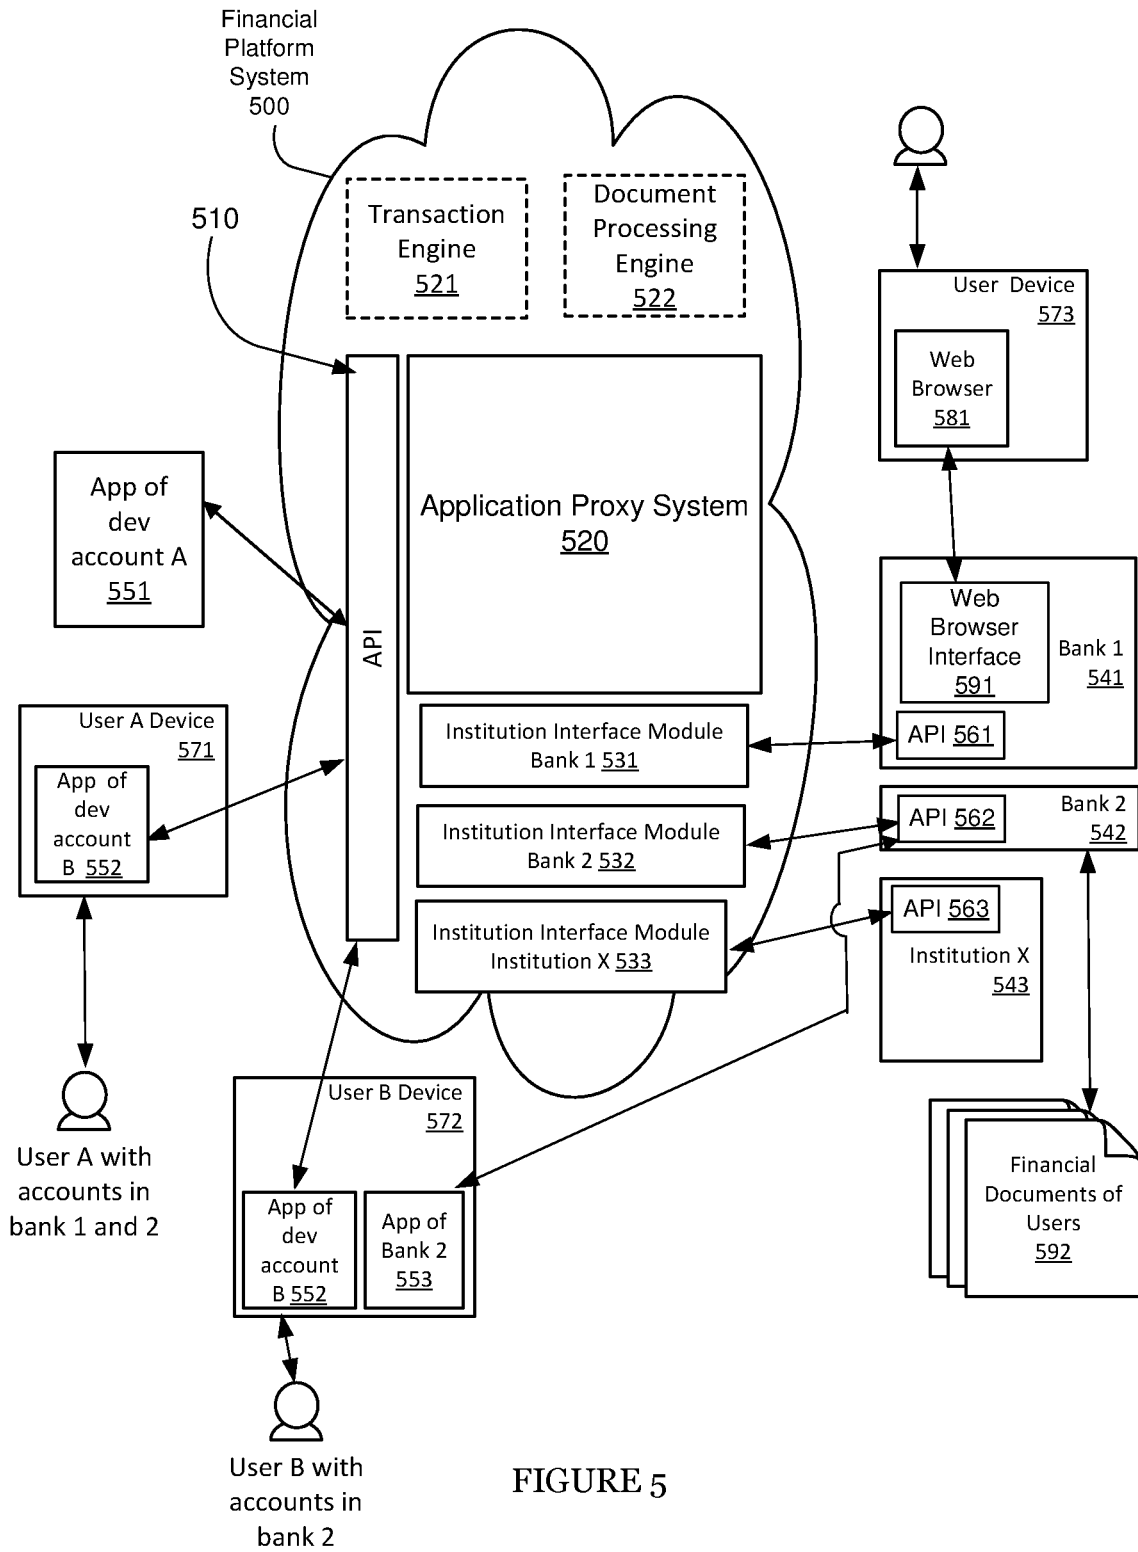 Financial
Platform
System
500
510
Transaction
Engine
521
Document
Processing
Engine
522
User Device
573
Web
Browser
581
App of
dev
account A
551
API
Application Proxy System
520
Web
Browser
Interface
591
Bank 1
541
API 561
User A Device
571
App of
dev
account
B 552
Institution Interface Module
Bank 1 531
Institution Interface Module
Bank 2 532
Institution Interface Module
Institution X 533
API 562
Bank 2
542
API 563
Institution X
543
User A with
accounts in
bank 1 and 2
User B Device
572
App of
dev
account
B 552
App of
Bank 2
553
Financial
Documents of
Users
592
User B with
accounts in
bank 2
FIGURE 5